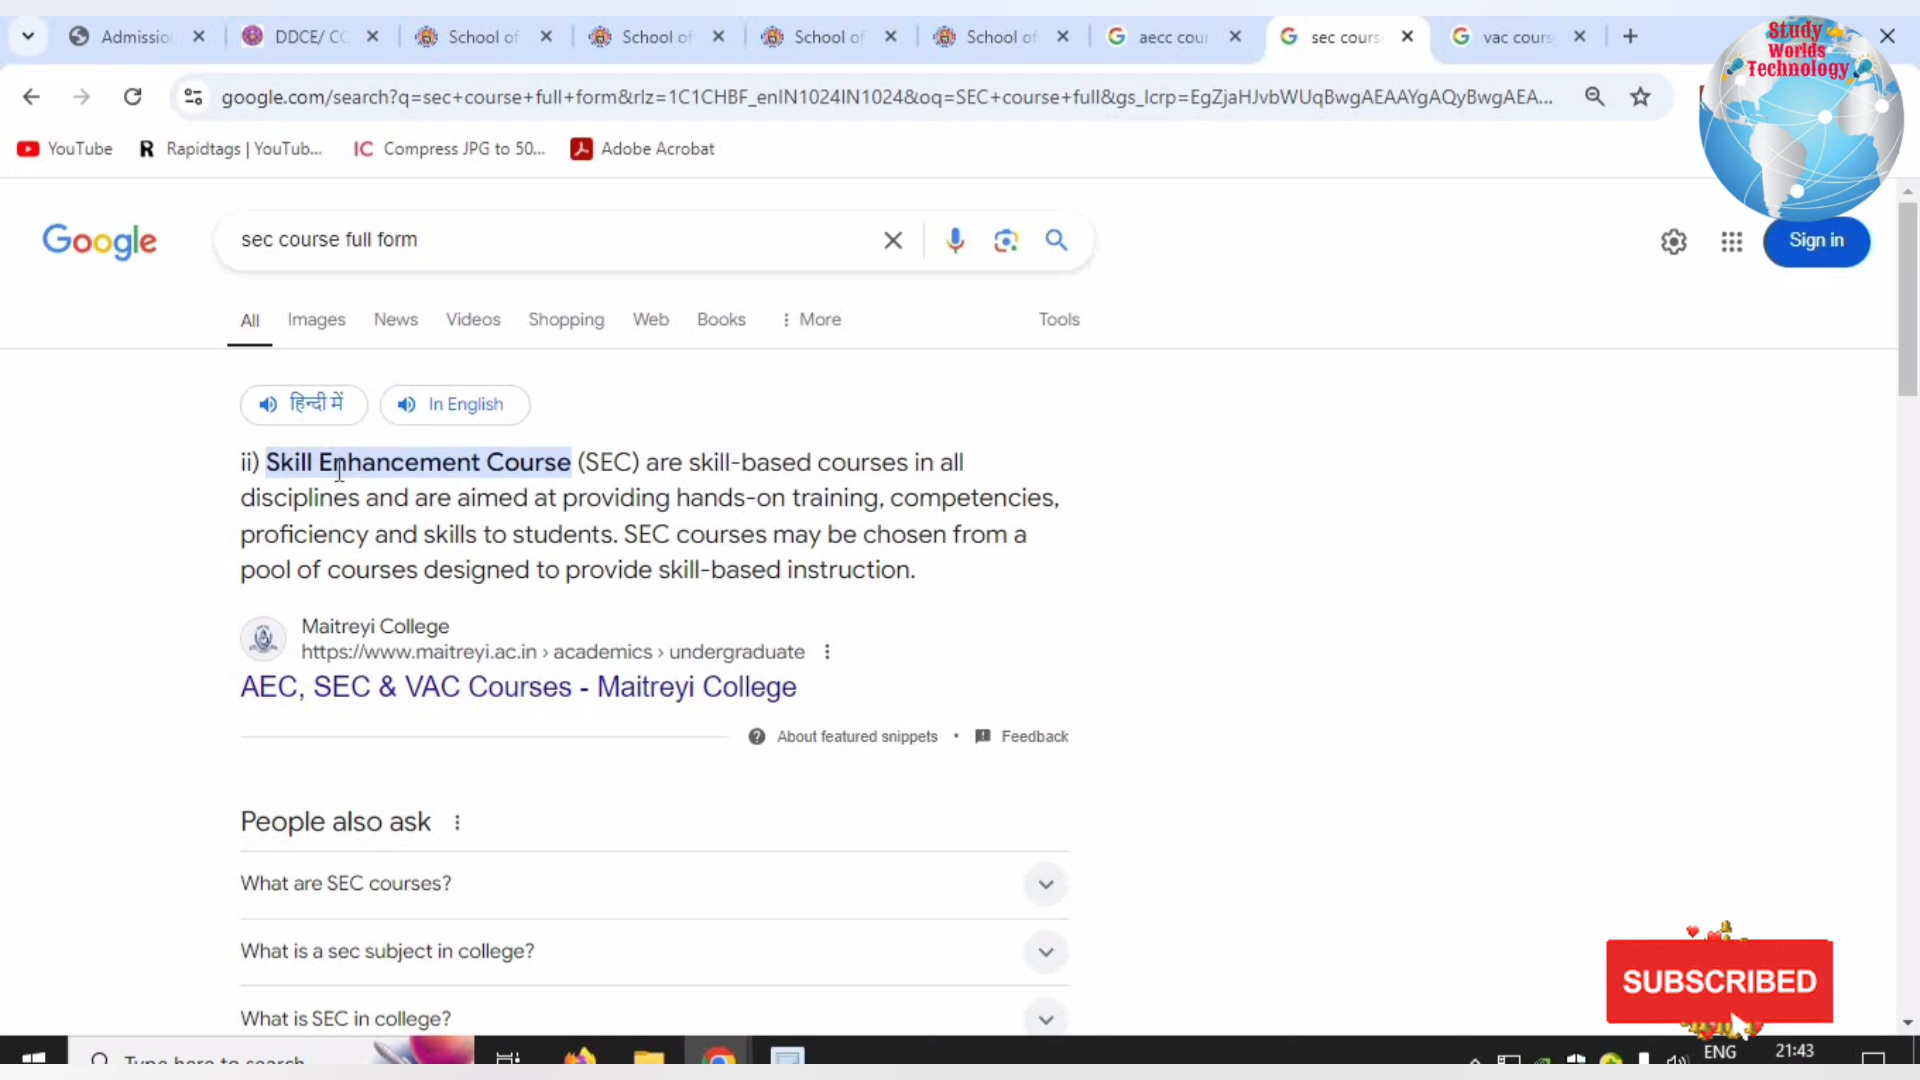 Admissio
DDCE/ CC
School of
School of
School of
School of
aecc cour
sec cours
vac cours
Study
Worlds
Technology
google.com/search?q=sec+course+full+form&rlz=1C1CHBF_enIN1024IN1024&oq=SEC+course+full&gs_lcrp=EgZjaHJvbWUqBwgAEAAYgAQyBwgAEA...
YouTube
Rapidtags | YouTub...
IC Compress JPG to 50...
Adobe Acrobat
Google
sec course full form
Sign in
All
Images
News
Videos
Shopping
Web
Books
More
Tools
हिन्दी में
In English
ii) Skill Enhancement Course (SEC) are skill-based courses in all
disciplines and are aimed at providing hands-on training, competencies,
proficiency and skills to students. SEC courses may be chosen from a
pool of courses designed to provide skill-based instruction.
Maitreyi College
https://www.maitreyi.ac.in › academics › undergraduate
AEC, SEC & VAC Courses - Maitreyi College
About featured snippets • Feedback
People also ask
What are SEC courses?
What is a sec subject in college?
What is SEC in college?
SUBSCRIBED
Type here to search
ENG
21:43